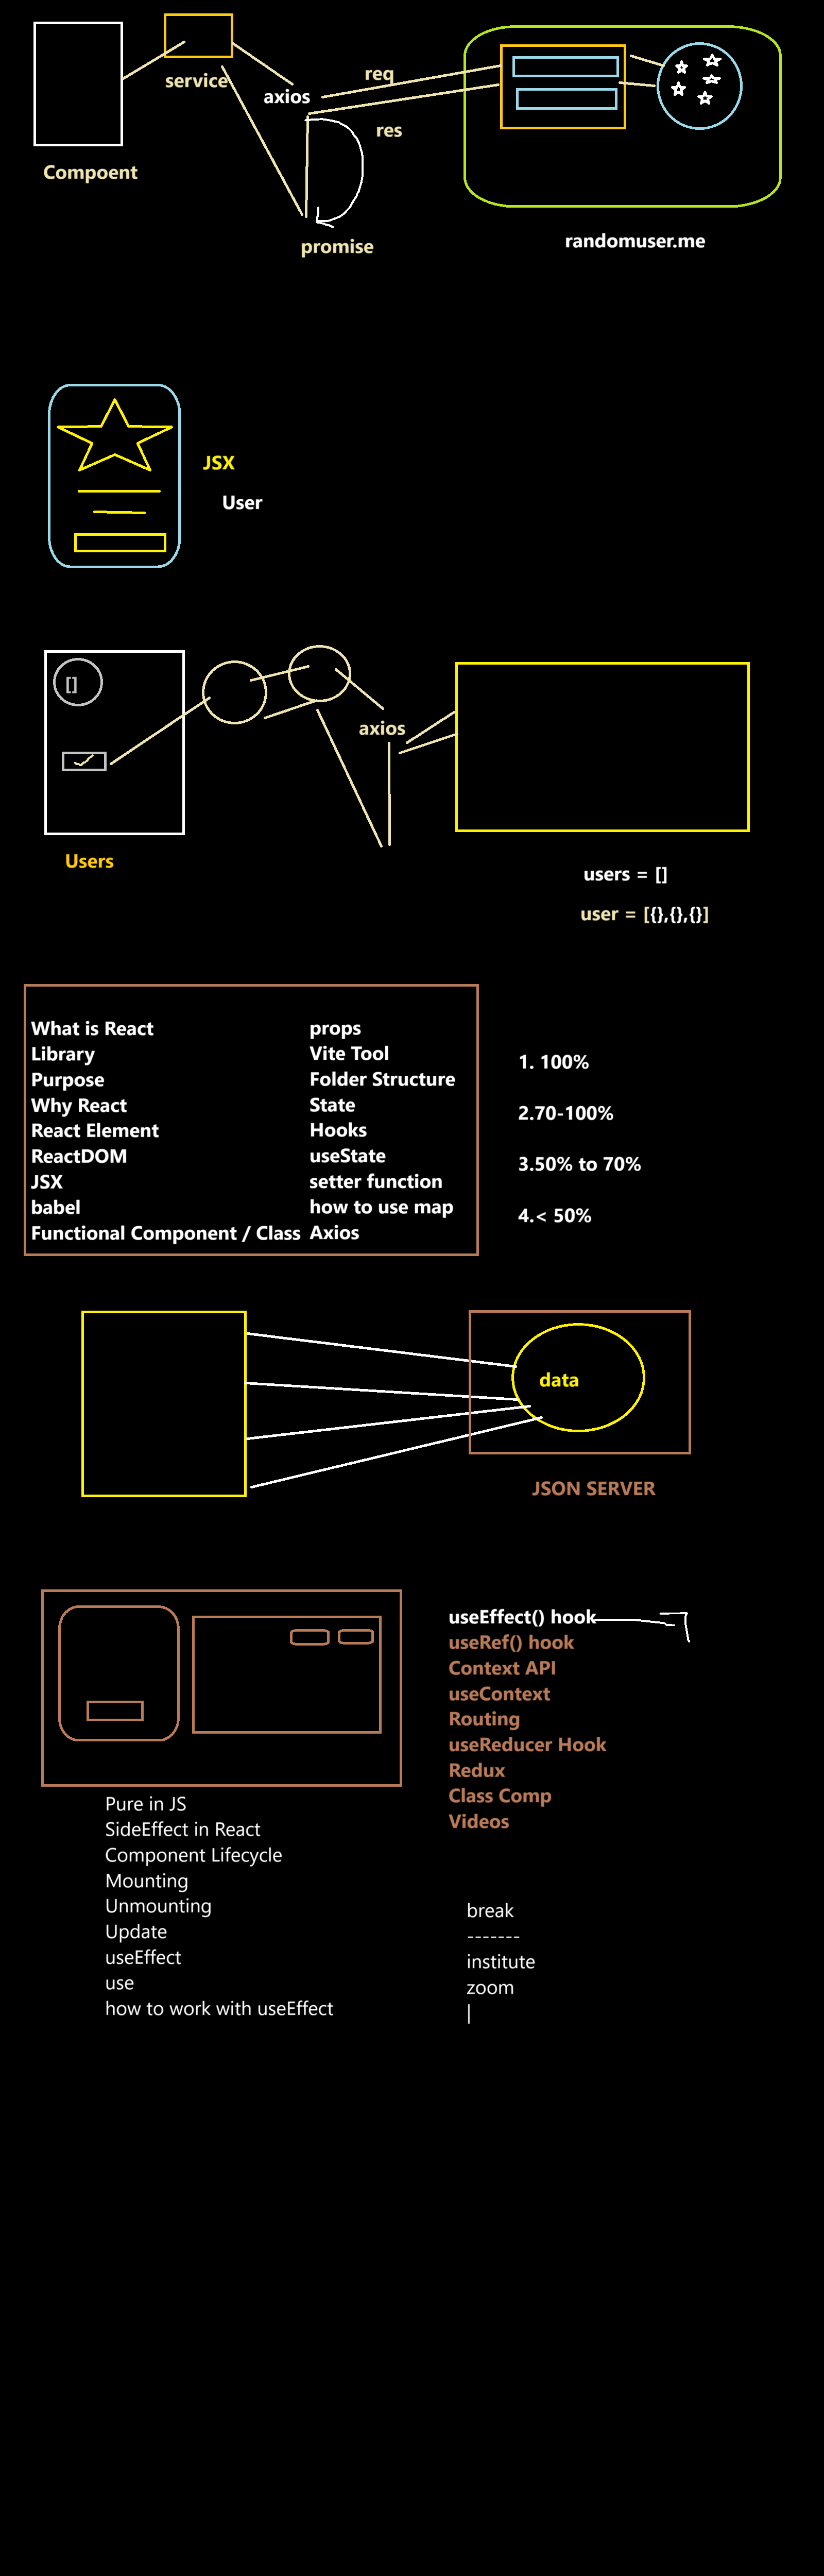 service
axios
req
res
Compoent
promise
randomuser.me
JSX
User
[]
axios
Users
users = []
user = [{},{},{}]
What is React
Library
Purpose
Why React
React Element
ReactDOM
JSX
babel
Functional Component / Class
props
Vite Tool
Folder Structure
State
Hooks
useState
setter function
how to use map
Axios
1. 100%
2.70-100%
3.50% to 70%
4.< 50%
data
JSON SERVER
useEffect() hook
useRef() hook
Context API
useContext
Routing
useReducer Hook
Redux
Class Comp
Videos
Pure in JS
SideEffect in React
Component Lifecycle
Mounting
Unmounting
Update
useEffect
use
how to work with useEffect
break
-------
institute
zoom